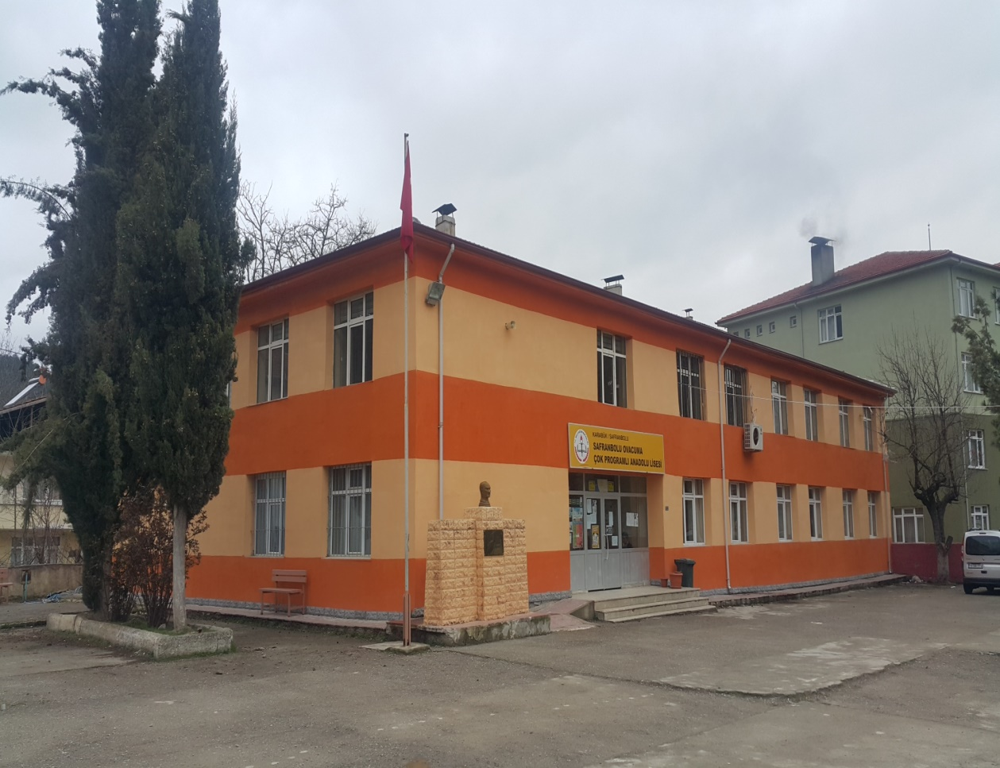 KARABÜK / SAFRANBOLU
SAFRANBOLU OVACUMA
ÇOK PROGRAMLI ANADOLU LİSESİ